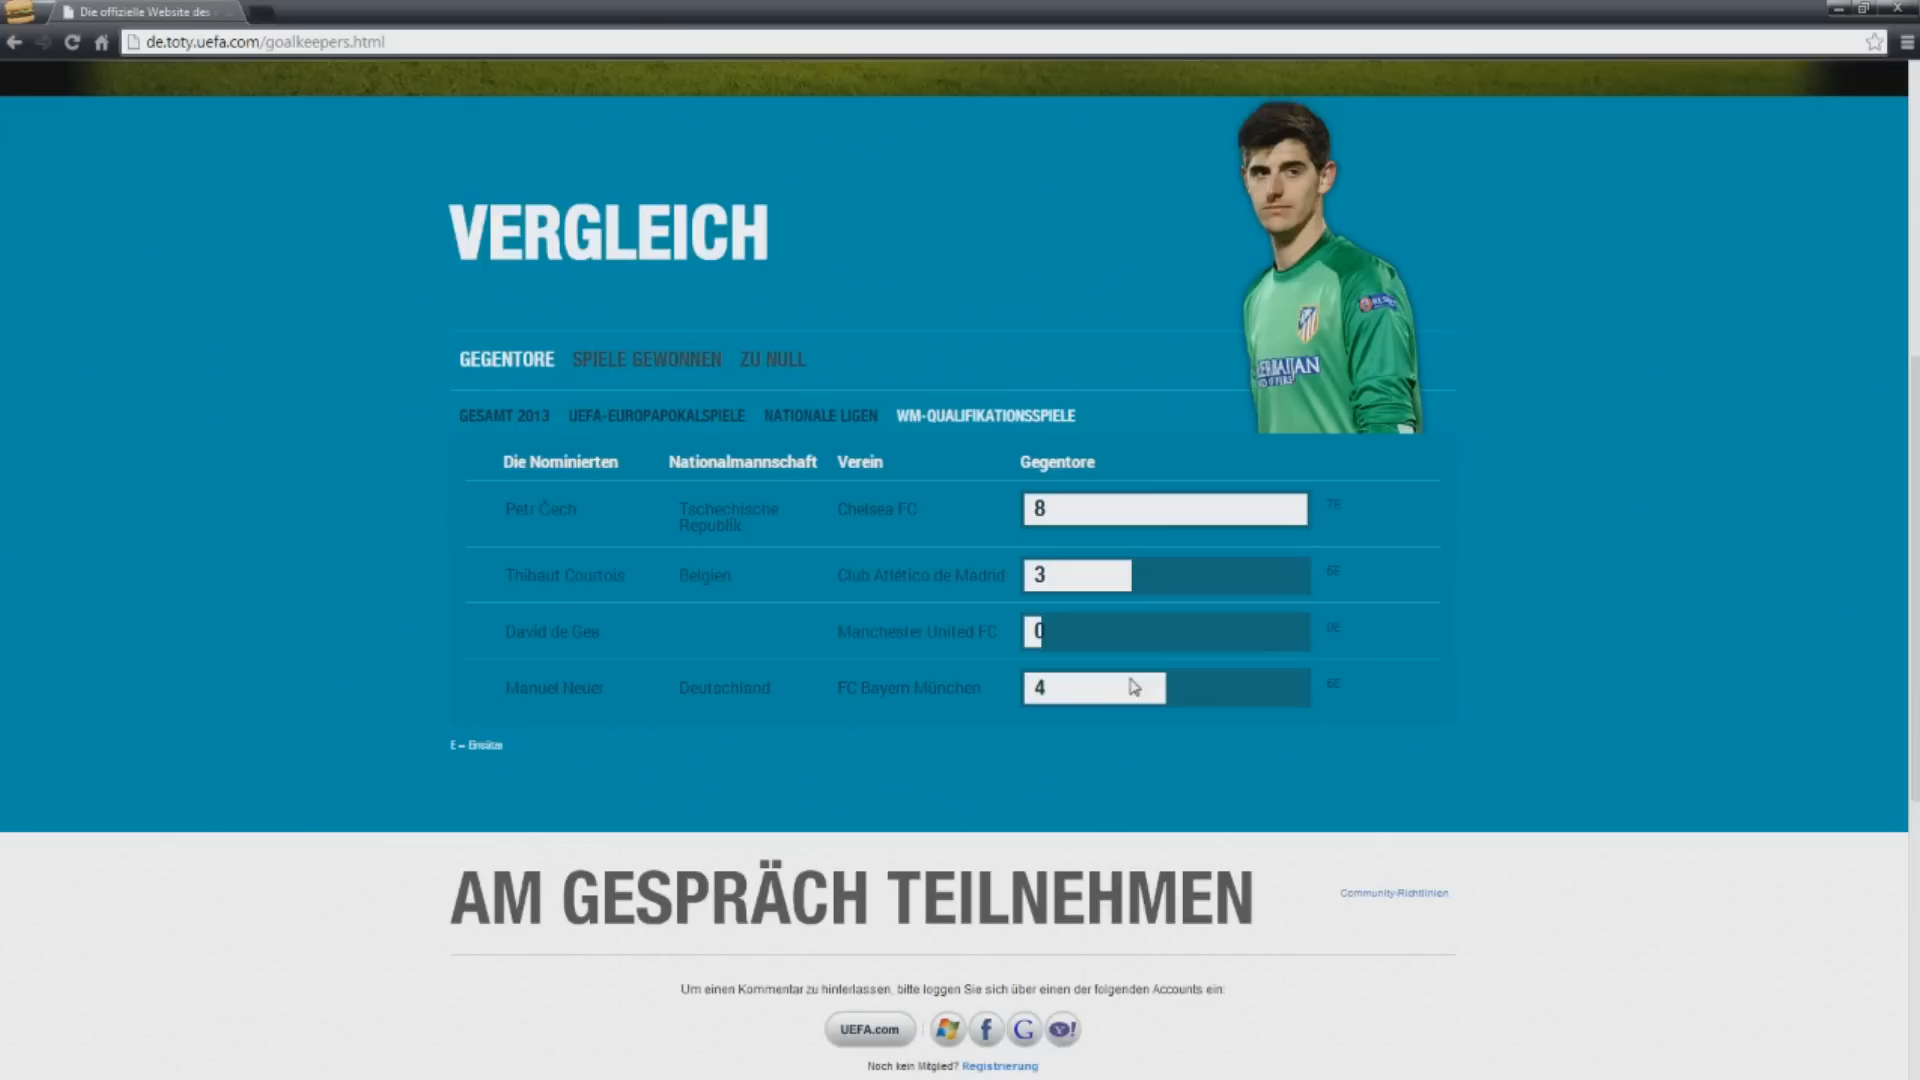 Die offizielle Website des
de.toty.uefa.com/goalkeepers.html
VERGLEICH
GEGENTORE SPIELE GEWONNEN ZU NULL
GESAMT 2013 UEFA-EUROPAPOKALSPIELE NATIONALE LIGEN WM-QUALIFIKATIONSSPIELE
Die Nominierten Nationalmannschaft Verein Gegentore
Petr Čech Tschechische Republik Chelsea FC 8 7E
Thibaut Courtois Belgien Club Atlético de Madrid 3 6E
David de Gea Manchester United FC 0 0E
Manuel Neuer Deutschland FC Bayern München 4 6E
E = Einsätze
AM GESPRÄCH TEILNEHMEN
Community-Richtlinien
Um einen Kommentar zu hinterlassen, bitte loggen Sie sich über einen der folgenden Accounts ein:
UEFA.com f G Y!
Noch kein Mitglied? Registrierung